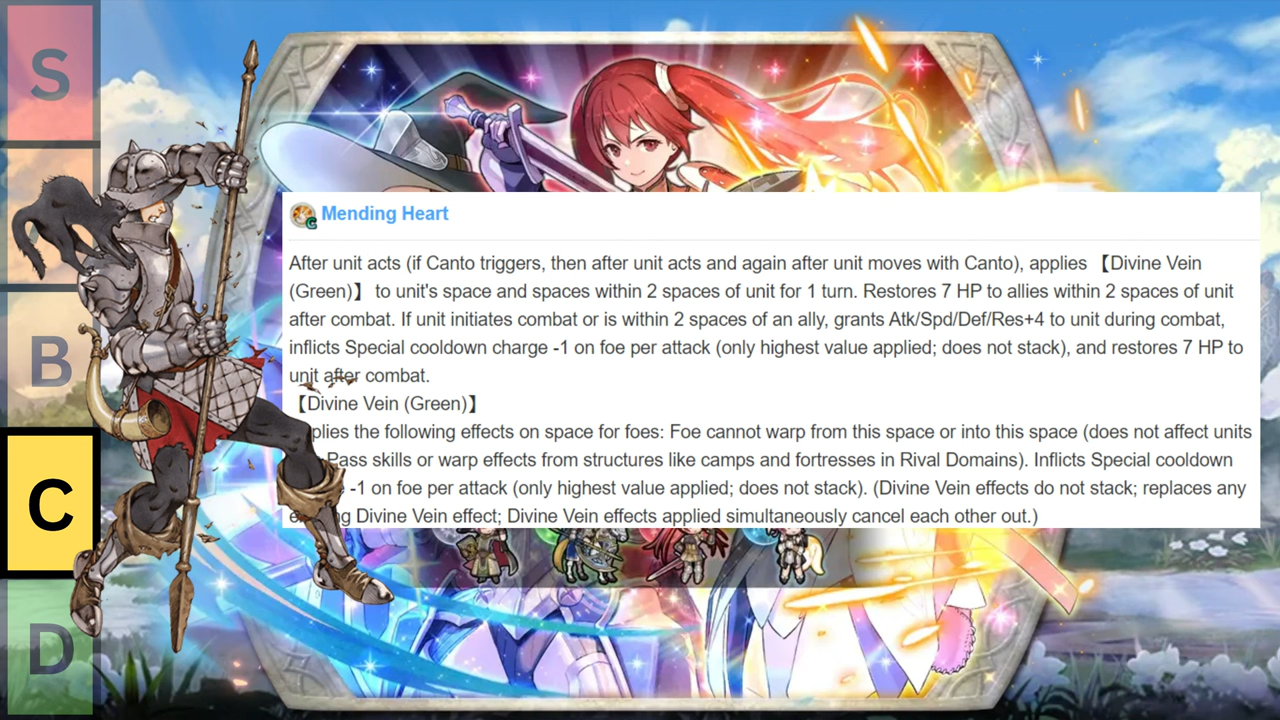 S
B
C
D
Mending Heart
After unit acts (if Canto triggers, then after unit acts and again after unit moves with Canto), applies 【Divine Vein
(Green)】 to unit's space and spaces within 2 spaces of unit for 1 turn. Restores 7 HP to allies within 2 spaces of unit
after combat. If unit initiates combat or is within 2 spaces of an ally, grants Atk/Spd/Def/Res+4 to unit during combat,
inflicts Special cooldown charge -1 on foe per attack (only highest value applied; does not stack), and restores 7 HP to
unit after combat.
【Divine Vein (Green)】
the following effects on space for foes: Foe cannot warp from this space or into this space (does not affect units
Pass skills or warp effects from structures like camps and fortresses in Rival Domains). Inflicts Special cooldown
-1 on foe per attack (only highest value applied; does not stack). (Divine Vein effects do not stack; replaces any
Divine Vein effect; Divine Vein effects applied simultaneously cancel each other out.)